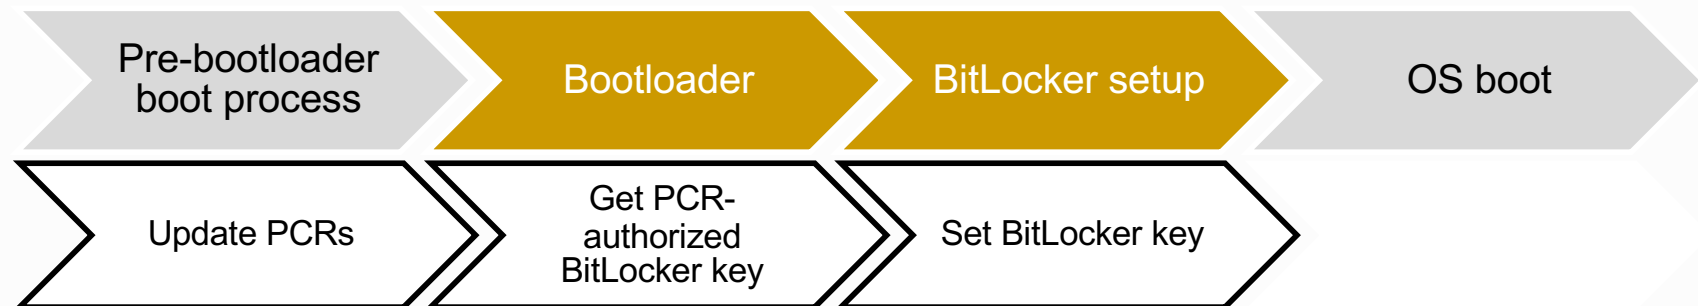 Pre-bootloader
boot process
Bootloader
BitLocker setup
OS boot
Update PCRs
Get PCR-
authorized
BitLocker key
Set BitLocker key